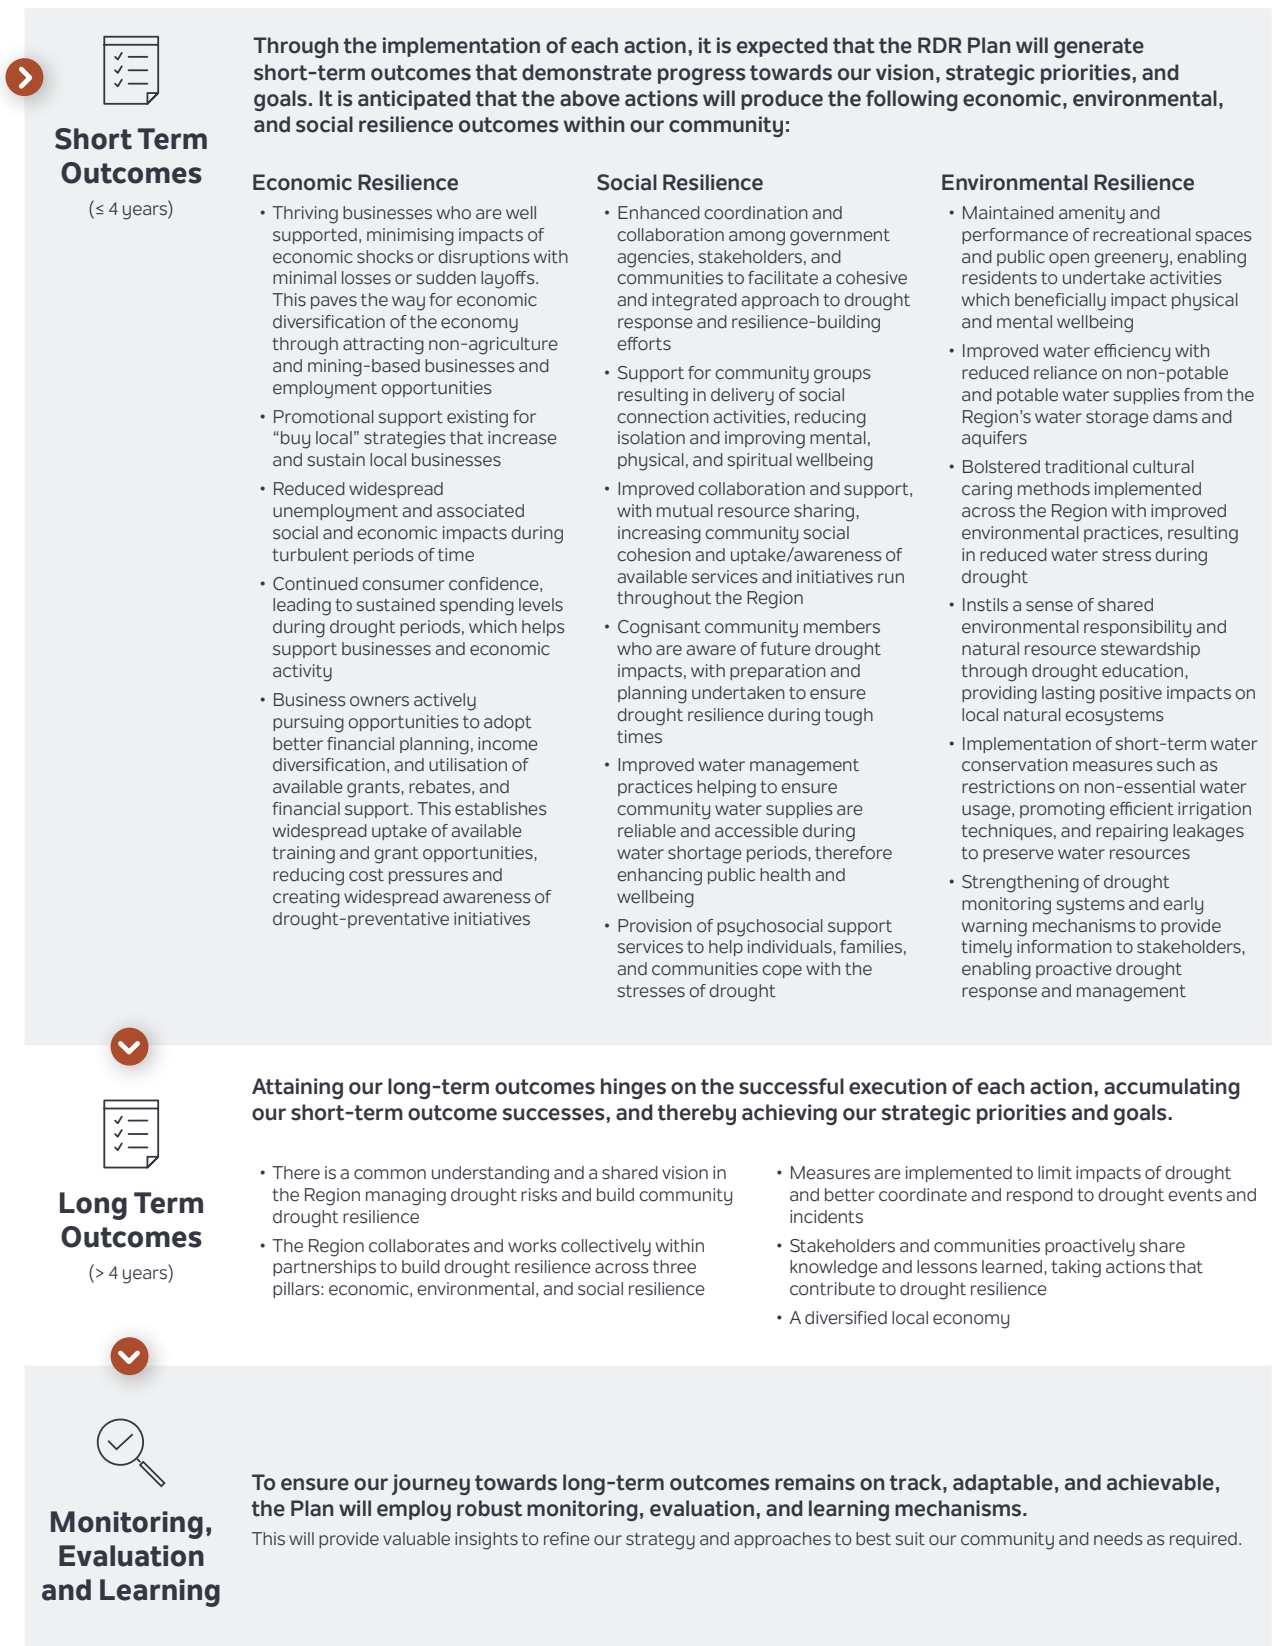 Short Term
Outcomes
(≤ 4 years)
Through the implementation of each action, it is expected that the RDR Plan will generate
short-term outcomes that demonstrate progress towards our vision, strategic priorities, and
goals. It is anticipated that the above actions will produce the following economic, environmental,
and social resilience outcomes within our community:
Economic Resilience
• Thriving businesses who are well
supported, minimising impacts of
economic shocks or disruptions with
minimal losses or sudden layoffs.
This paves the way for economic
diversification of the economy
through attracting non-agriculture
and mining-based businesses and
employment opportunities
• Promotional support existing for
“buy local” strategies that increase
and sustain local businesses
• Reduced widespread
unemployment and associated
social and economic impacts during
turbulent periods of time
• Continued consumer confidence,
leading to sustained spending levels
during drought periods, which helps
support businesses and economic
activity
• Business owners actively
pursuing opportunities to adopt
better financial planning, income
diversification, and utilisation of
available grants, rebates, and
financial support. This establishes
widespread uptake of available
training and grant opportunities,
reducing cost pressures and
creating widespread awareness of
drought-preventative initiatives
Social Resilience
• Enhanced coordination and
collaboration among government
agencies, stakeholders, and
communities to facilitate a cohesive
and integrated approach to drought
response and resilience-building
efforts
• Support for community groups
resulting in delivery of social
connection activities, reducing
isolation and improving mental,
physical, and spiritual wellbeing
• Improved collaboration and support,
with mutual resource sharing,
increasing community social
cohesion and uptake/awareness of
available services and initiatives run
throughout the Region
• Cognisant community members
who are aware of future drought
impacts, with preparation and
planning undertaken to ensure
drought resilience during tough
times
• Improved water management
practices helping to ensure
community water supplies are
reliable and accessible during
water shortage periods, therefore
enhancing public health and
wellbeing
• Provision of psychosocial support
services to help individuals, families,
and communities cope with the
stresses of drought
Environmental Resilience
• Maintained amenity and
performance of recreational spaces
and public open greenery, enabling
residents to undertake activities
which beneficially impact physical
and mental wellbeing
• Improved water efficiency with
reduced reliance on non-potable
and potable water supplies from the
Region’s water storage dams and
aquifers
• Bolstered traditional cultural
caring methods implemented
across the Region with improved
environmental practices, resulting
in reduced water stress during
drought
• Instils a sense of shared
environmental responsibility and
natural resource stewardship
through drought education,
providing lasting positive impacts on
local natural ecosystems
• Implementation of short-term water
conservation measures such as
restrictions on non-essential water
usage, promoting efficient irrigation
techniques, and repairing leakages
to preserve water resources
• Strengthening of drought
monitoring systems and early
warning mechanisms to provide
timely information to stakeholders,
enabling proactive drought
response and management
Long Term
Outcomes
(> 4 years)
Attaining our long-term outcomes hinges on the successful execution of each action, accumulating
our short-term outcome successes, and thereby achieving our strategic priorities and goals.
• There is a common understanding and a shared vision in
the Region managing drought risks and build community
drought resilience
• The Region collaborates and works collectively within
partnerships to build drought resilience across three
pillars: economic, environmental, and social resilience
• Measures are implemented to limit impacts of drought
and better coordinate and respond to drought events and
incidents
• Stakeholders and communities proactively share
knowledge and lessons learned, taking actions that
contribute to drought resilience
• A diversified local economy
Monitoring,
Evaluation
and Learning
To ensure our journey towards long-term outcomes remains on track, adaptable, and achievable,
the Plan will employ robust monitoring, evaluation, and learning mechanisms.
This will provide valuable insights to refine our strategy and approaches to best suit our community and needs as required.